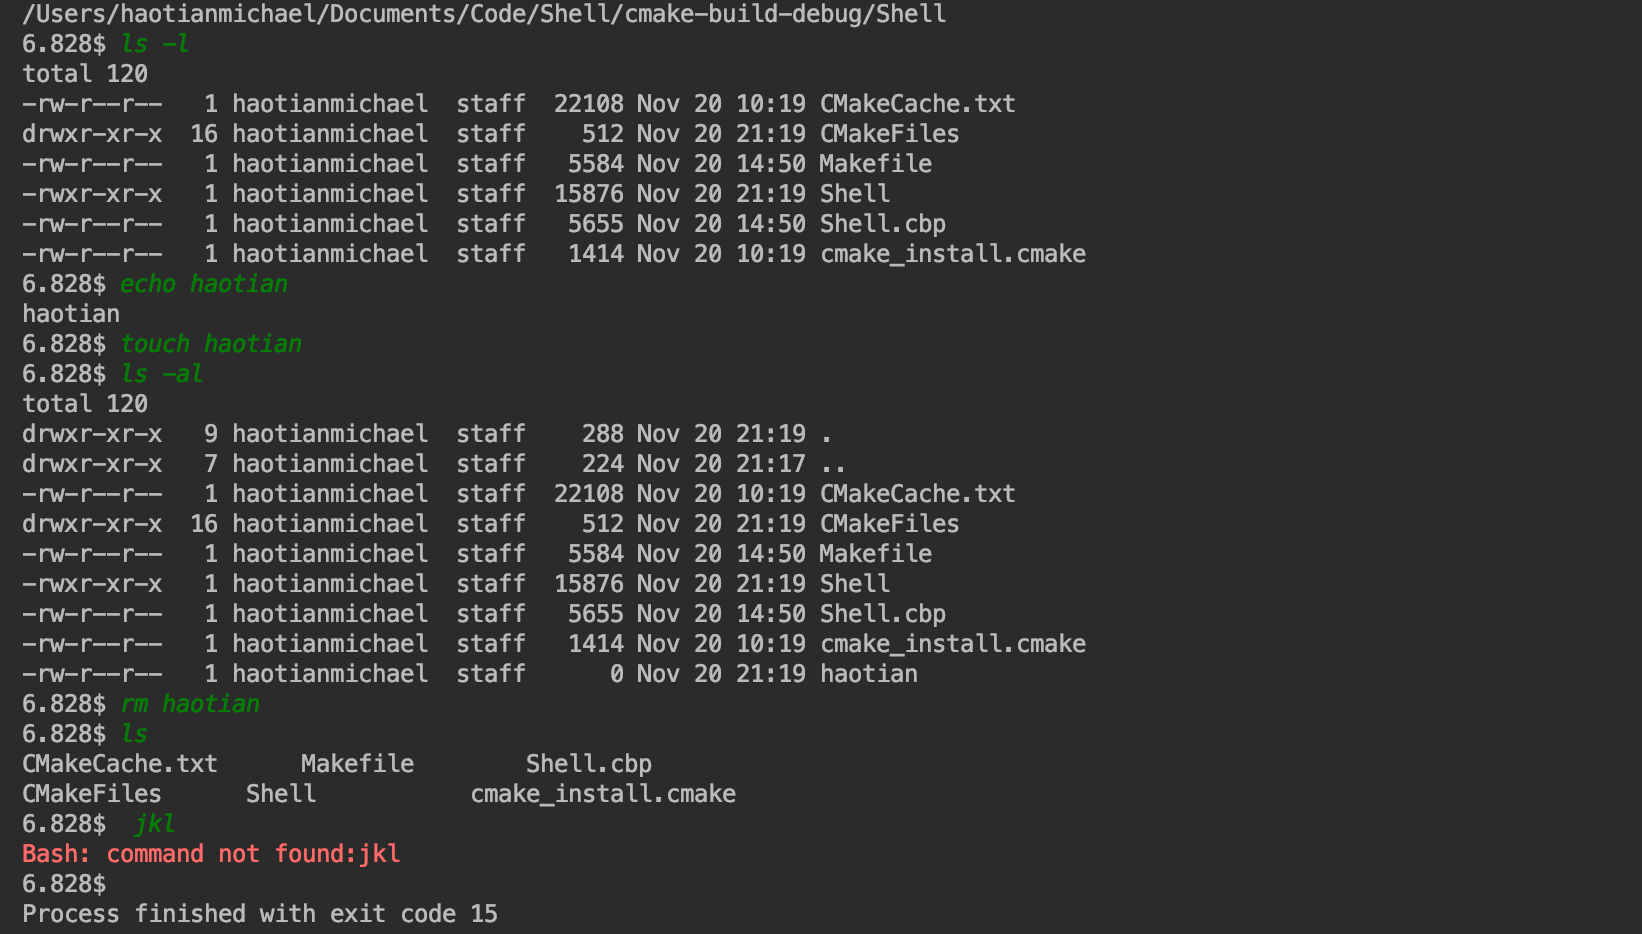 /Users/haotianmichael/Documents/Code/Shell/cmake-build-debug/Shell
6.828$ ls -l
total 120
-rw-r--r--   1 haotianmichael  staff  22108 Nov 20 10:19 CMakeCache.txt
drwxr-xr-x  16 haotianmichael  staff    512 Nov 20 21:19 CMakeFiles
-rw-r--r--   1 haotianmichael  staff   5584 Nov 20 14:50 Makefile
-rwxr-xr-x   1 haotianmichael  staff  15876 Nov 20 21:19 Shell
-rw-r--r--   1 haotianmichael  staff   5655 Nov 20 14:50 Shell.cbp
-rw-r--r--   1 haotianmichael  staff   1414 Nov 20 10:19 cmake_install.cmake
6.828$ echo haotian
haotian
6.828$ touch haotian
6.828$ ls -al
total 120
drwxr-xr-x   9 haotianmichael  staff    288 Nov 20 21:19 .
drwxr-xr-x   7 haotianmichael  staff    224 Nov 20 21:17 ..
-rw-r--r--   1 haotianmichael  staff  22108 Nov 20 10:19 CMakeCache.txt
drwxr-xr-x  16 haotianmichael  staff    512 Nov 20 21:19 CMakeFiles
-rw-r--r--   1 haotianmichael  staff   5584 Nov 20 14:50 Makefile
-rwxr-xr-x   1 haotianmichael  staff  15876 Nov 20 21:19 Shell
-rw-r--r--   1 haotianmichael  staff   5655 Nov 20 14:50 Shell.cbp
-rw-r--r--   1 haotianmichael  staff   1414 Nov 20 10:19 cmake_install.cmake
-rw-r--r--   1 haotianmichael  staff      0 Nov 20 21:19 haotian
6.828$ rm haotian
6.828$ ls
CMakeCache.txt      Makefile        Shell.cbp
CMakeFiles      Shell           cmake_install.cmake
6.828$  jkl
Bash: command not found:jkl
6.828$
Process finished with exit code 15